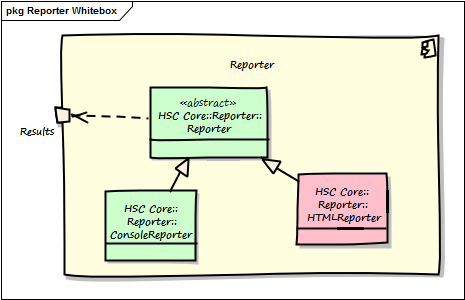 pkg Reporter Whitebox
Reporter
«abstract»
HSC Core::Reporter::
Reporter
Results
HSC Core::
Reporter::
ConsoleReporter
HSC Core::
Reporter::
HTMLReporter